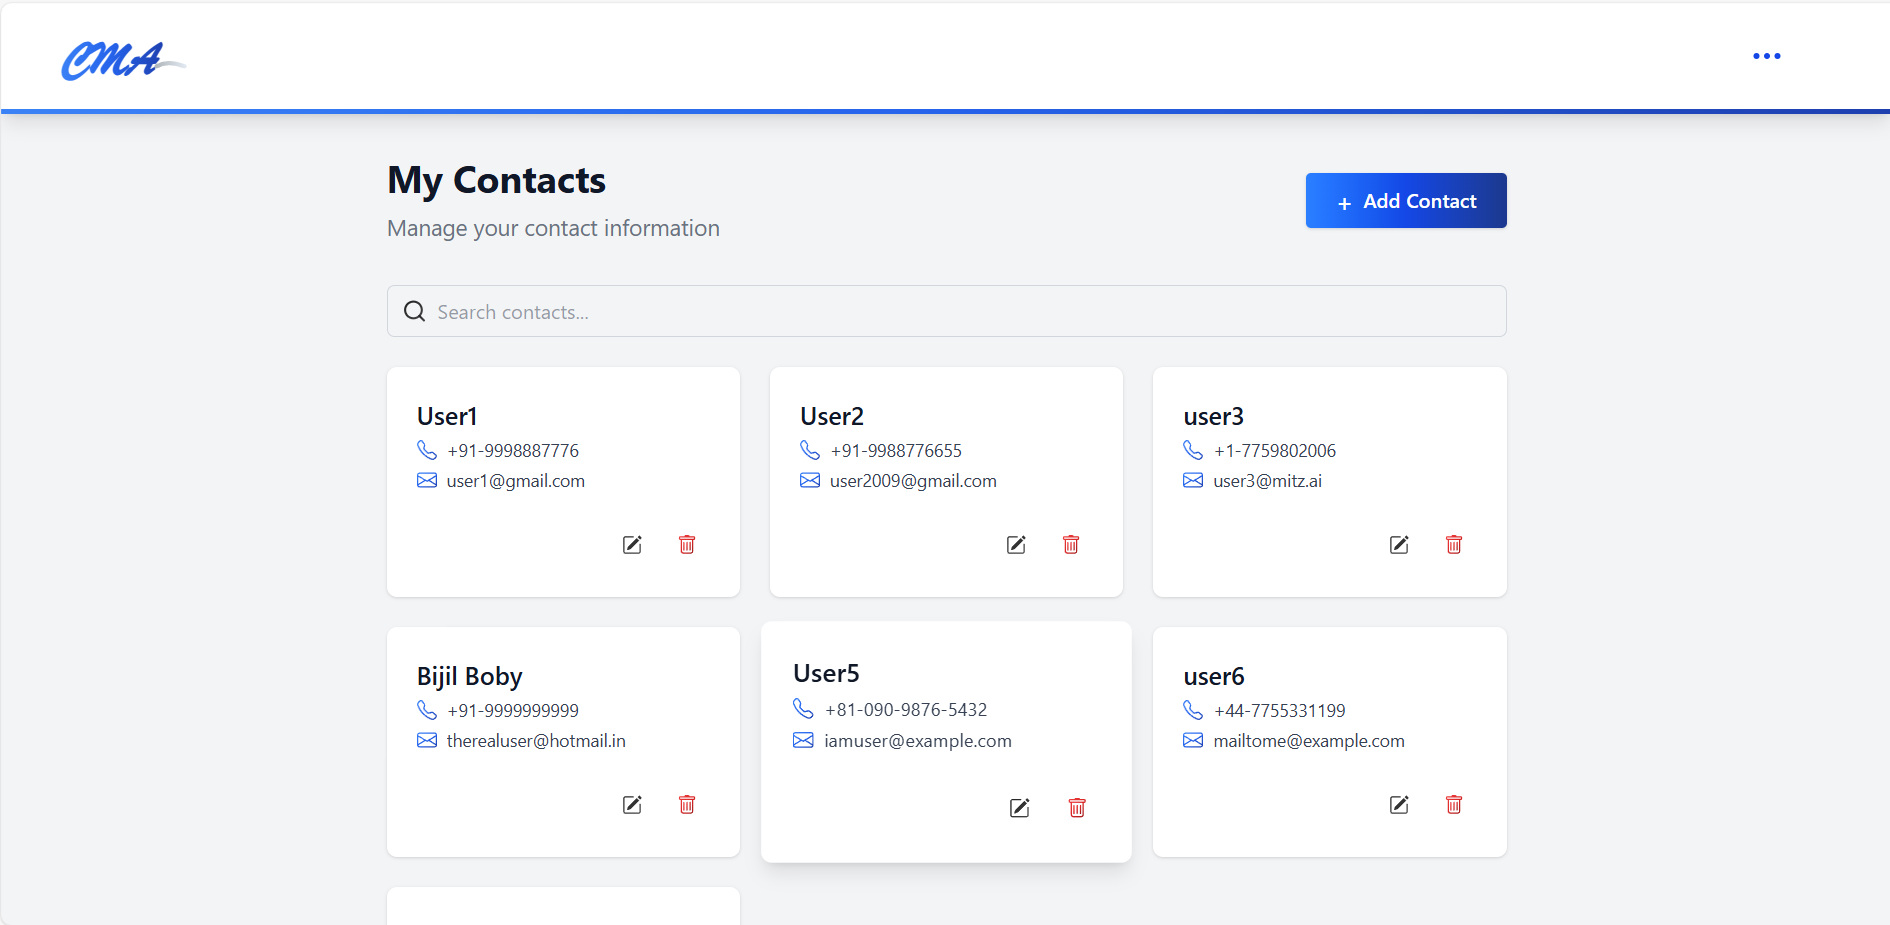 CMA
My Contacts
Manage your contact information
+ Add Contact
Search contacts...
User1
+91-9998887776
user1@gmail.com
User2
+91-9988776655
user2009@gmail.com
user3
+1-7759802006
user3@mitz.ai
Bijil Boby
+91-9999999999
therealuser@hotmail.in
User5
+81-090-9876-5432
iamuser@example.com
user6
+44-7755331199
mailtome@example.com